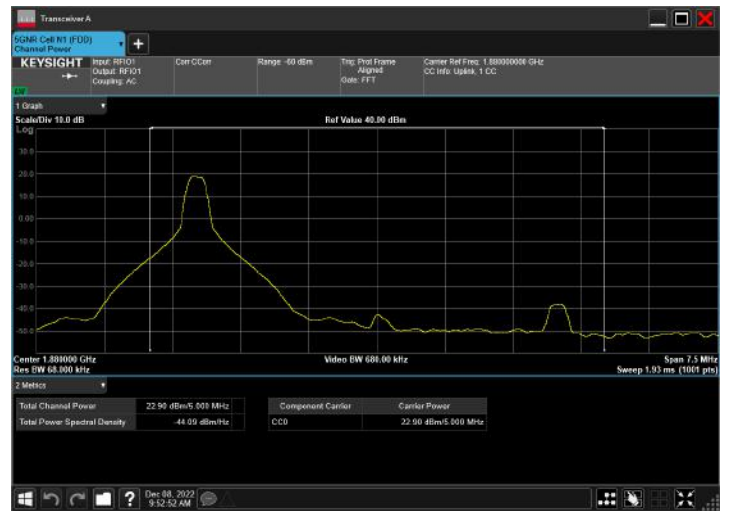 Transceiver A
5GNR Cell N1 (FDD)
Channel Power
KEYSIGHT
Input: RFIO1
Output: RFIO1
Coupling: AC
Corr CCorr
Range: -60 dBm
Trig: Prot Frame
Aligned
Gate: FFT
Carrier Ref Freq: 1.880000000 GHz
CC Info: Uplink, 1 CC
1 Graph
Scale/Div 10.0 dB
Ref Value 40.00 dBm
Log
30.0
20.0
10.0
0.00
-10.0
-20.0
-30.0
-40.0
-50.0
Center 1.880000 GHz
Video BW 680.00 kHz
Span 7.5 MHz
Res BW 68.000 kHz
Sweep 1.93 ms (1001 pts)
2 Metrics
Total Channel Power 22.90 dBm/5.000 MHz
Total Power Spectral Density -44.09 dBm/Hz
Component Carrier Carrier Power
CC0 22.90 dBm/5.000 MHz
?
Dec 08, 2022
9:52:52 AM